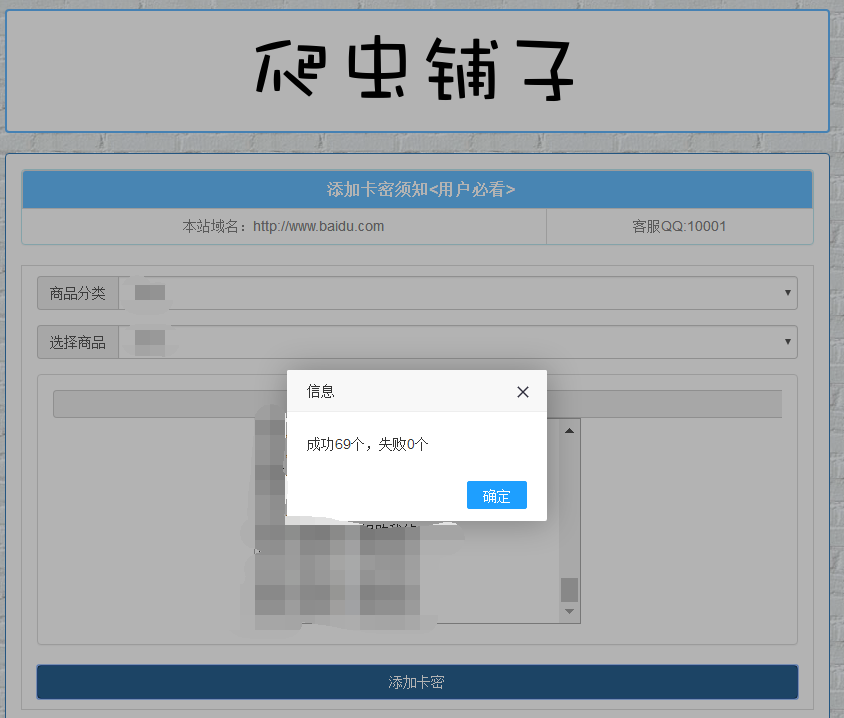 爬虫铺子
添加卡密须知<用户必看>
本站域名：http://www.baidu.com
客服QQ:10001
商品分类
选择商品
信息
成功69个，失败0个
确定
添加卡密